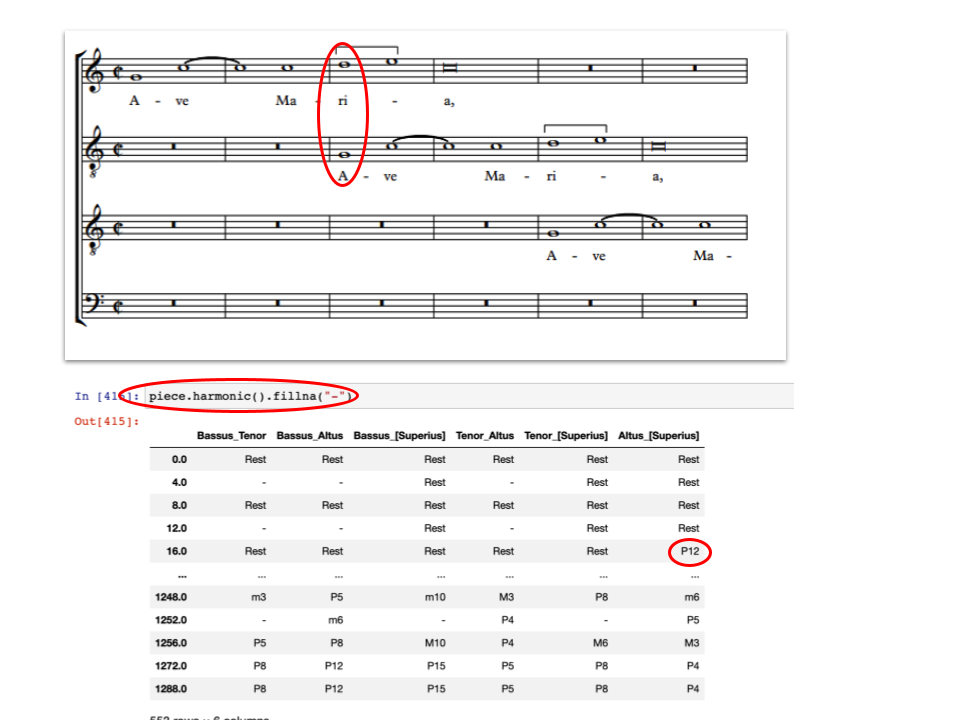 A - ve Ma - ri - a,
A - ve Ma - ri - a,
A - ve Ma -
In [415]: piece.harmonic().fillna("-")
Out[415]:
Bassus_Tenor Bassus_Altus Bassus_[Superius] Tenor_Altus Tenor_[Superius] Altus_[Superius]
0.0 Rest Rest Rest Rest Rest Rest
4.0 - - Rest - Rest Rest
8.0 Rest Rest Rest Rest Rest Rest
12.0 - - Rest - Rest Rest
16.0 Rest Rest Rest Rest Rest P12
... ... ... ... ... ... ...
1248.0 m3 P5 m10 M3 P8 m6
1252.0 - m6 - P4 - P5
1256.0 P5 P8 M10 P4 M6 M3
1272.0 P8 P12 P15 P5 P8 P4
1288.0 P8 P12 P15 P5 P8 P4